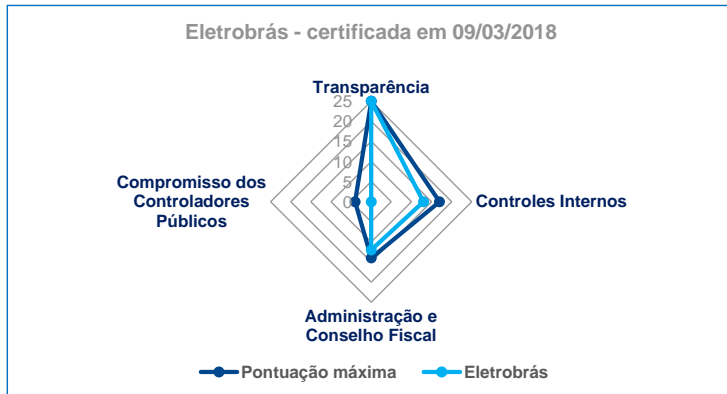 Eletrobrás - certificada em 09/03/2018
Transparência
25
20
15
10
5
0
Compromisso dos
Controladores
Públicos
Controles Internos
Administração e
Conselho Fiscal
Pontuação máxima
Eletrobrás